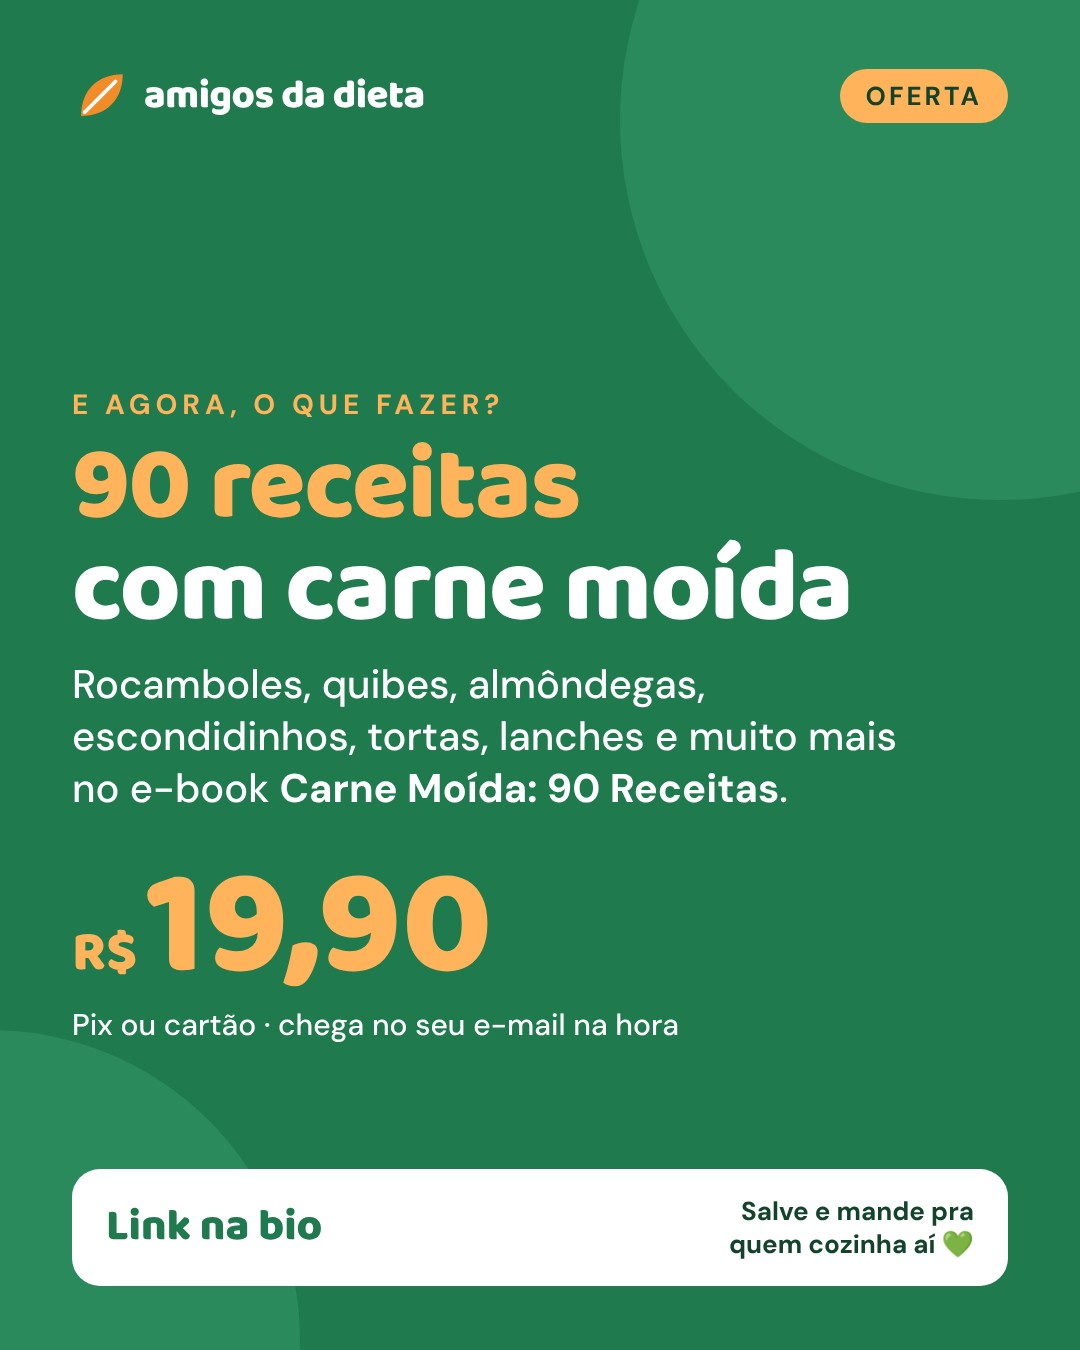 amigos da dieta
OFERTA
E AGORA, O QUE FAZER?
90 receitas
com carne moída
Rocamboles, quibes, almôndegas,
escondidinhos, tortas, lanches e muito mais
no e-book Carne Moída: 90 Receitas.
R$ 19,90
Pix ou cartão · chega no seu e-mail na hora
Link na bio
Salve e mande pra
quem cozinha aí 💚